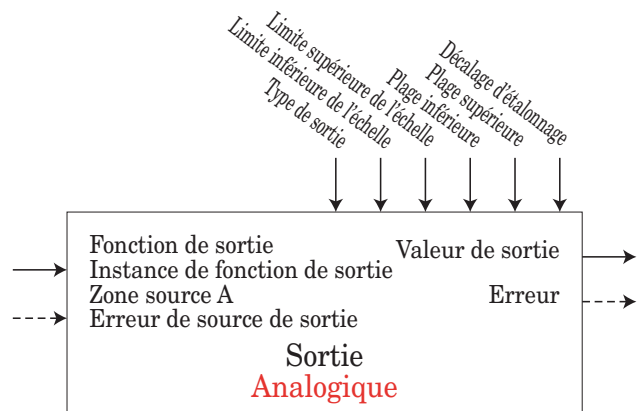 Type de sortie
Limite inférieure de l'échelle
Limite supérieure de l'échelle
Plage inférieure
Plage supérieure
Décalage d'étalonnage
Fonction de sortie
Instance de fonction de sortie
Zone source A
Erreur de source de sortie
Valeur de sortie
Erreur
Sortie
Analogique